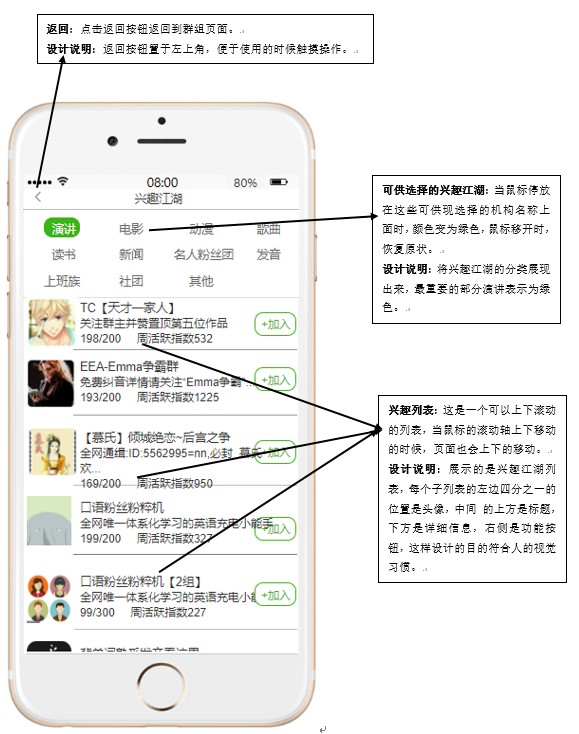 返回：点击返回按钮返回到群组页面。
设计说明：返回按钮置于左上角，便于使用的时候触摸操作。
08:00
80%
兴趣江湖
演讲
电影
动漫
歌曲
读书
新闻
名人粉丝团
发音
上班族
社团
其他
TC【天才一家人】
关注群主并赞置顶第五位作品
198/200 周活跃指数532
+加入
EEA-Emma争霸群
免费纠音详情请关注“Emma争霸”...
193/200 周活跃指数1225
+加入
【慕氏】倾城绝恋~后宫之争
全网通缉:ID:5562995=nn,必封 慕氏
欢...
169/200 周活跃指数950
+加入
口语粉丝粉粹机
全网唯一体系化学习的英语充电小能手
199/200 周活跃指数327
+加入
口语粉丝粉粹机【2组】
全网唯一体系化学习的英语充电小能
99/300 周活跃指数227
+加入
可供选择的兴趣江湖：当鼠标停放
在这些可供现选择的机构名称上
面时，颜色变为绿色，鼠标移开时，
恢复原状。
设计说明：将兴趣江湖的分类展现
出来，最重要的部分演讲表示为绿
色。
兴趣列表：这是一个可以上下滚动
的列表，当鼠标的滚动轴上下移动
的时候，页面也会上下的移动。
设计说明：展示的是兴趣江湖列
表，每个子列表的左边四分之一的
位置是头像，中间 的上方是标题，
下方是详细信息，右侧是功能按
钮，这样设计的目的符合人的视觉
习惯。